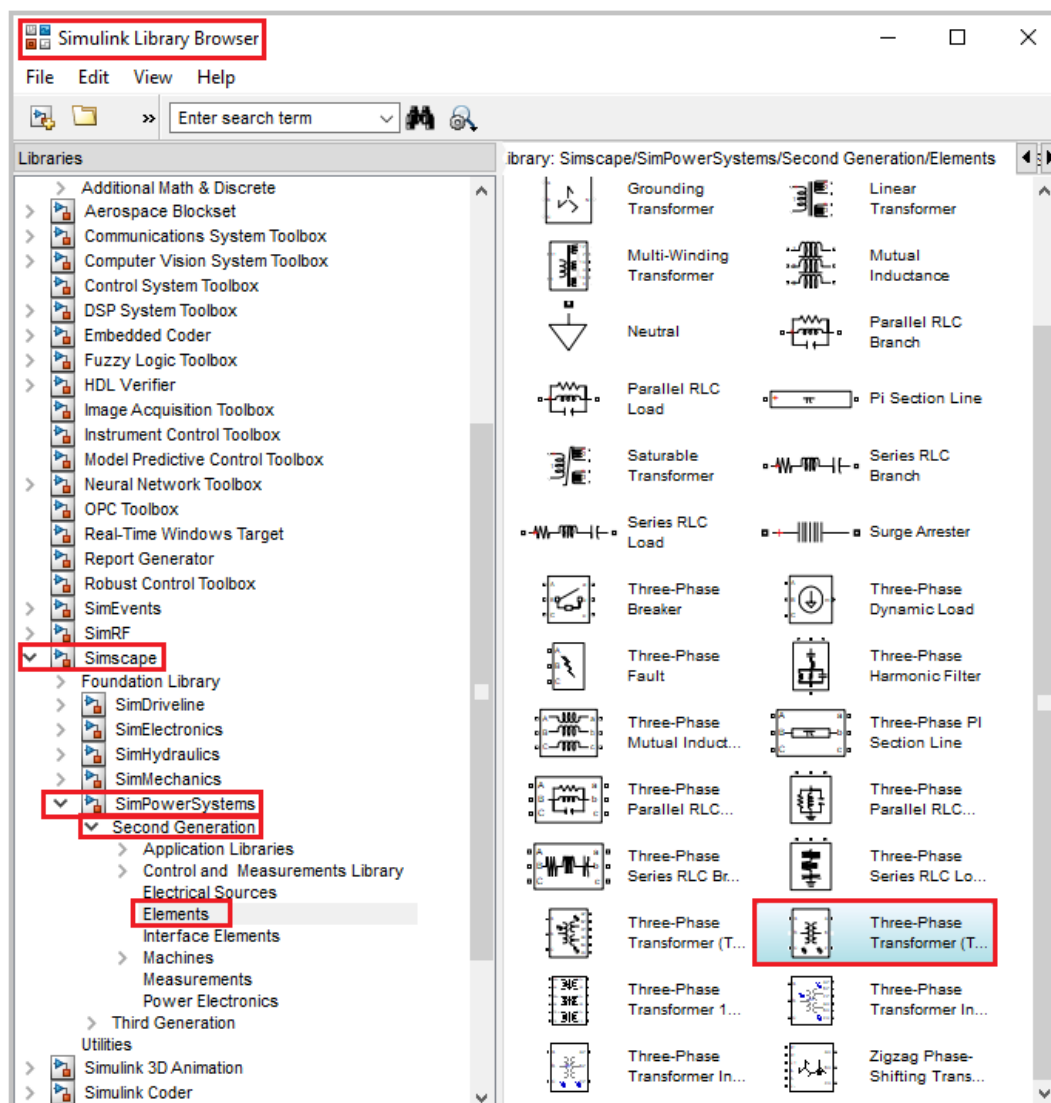 Simulink Library Browser
File Edit View Help
» Enter search term
Libraries
ibrary: Simscape/SimPowerSystems/Second Generation/Elements
Additional Math & Discrete
Aerospace Blockset
Communications System Toolbox
Computer Vision System Toolbox
Control System Toolbox
DSP System Toolbox
Embedded Coder
Fuzzy Logic Toolbox
HDL Verifier
Image Acquisition Toolbox
Instrument Control Toolbox
Model Predictive Control Toolbox
Neural Network Toolbox
OPC Toolbox
Real-Time Windows Target
Report Generator
Robust Control Toolbox
SimEvents
SimRF
Simscape
Foundation Library
SimDriveline
SimElectronics
SimHydraulics
SimMechanics
SimPowerSystems
Second Generation
Application Libraries
Control and Measurements Library
Electrical Sources
Elements
Interface Elements
Machines
Measurements
Power Electronics
Third Generation
Utilities
Simulink 3D Animation
Simulink Coder
Grounding
Transformer
Linear
Transformer
Multi-Winding
Transformer
Mutual
Inductance
Neutral
Parallel RLC
Branch
Parallel RLC
Load
Pi Section Line
Saturable
Transformer
Series RLC
Branch
Series RLC
Load
Surge Arrester
Three-Phase
Breaker
Three-Phase
Dynamic Load
Three-Phase
Fault
Three-Phase
Harmonic Filter
Three-Phase
Mutual Induct...
Three-Phase PI
Section Line
Three-Phase
Parallel RLC...
Three-Phase
Parallel RLC...
Three-Phase
Series RLC Br...
Three-Phase
Series RLC Lo...
Three-Phase
Transformer (T...
Three-Phase
Transformer (T...
Three-Phase
Transformer 1...
Three-Phase
Transformer In...
Three-Phase
Transformer In...
Zigzag Phase-
Shifting Trans...